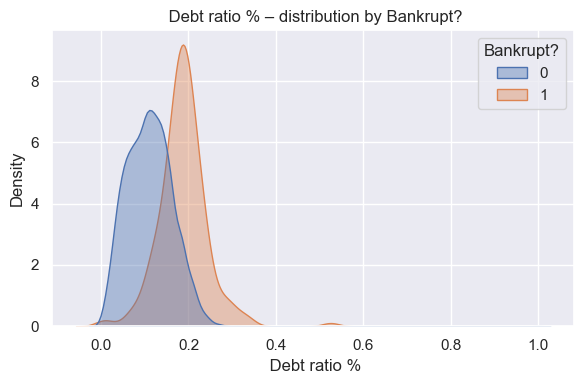 Debt ratio % – distribution by Bankrupt?
Bankrupt?
0
1
Density
8
6
4
2
0
0.0 0.2 0.4 0.6 0.8 1.0
Debt ratio %